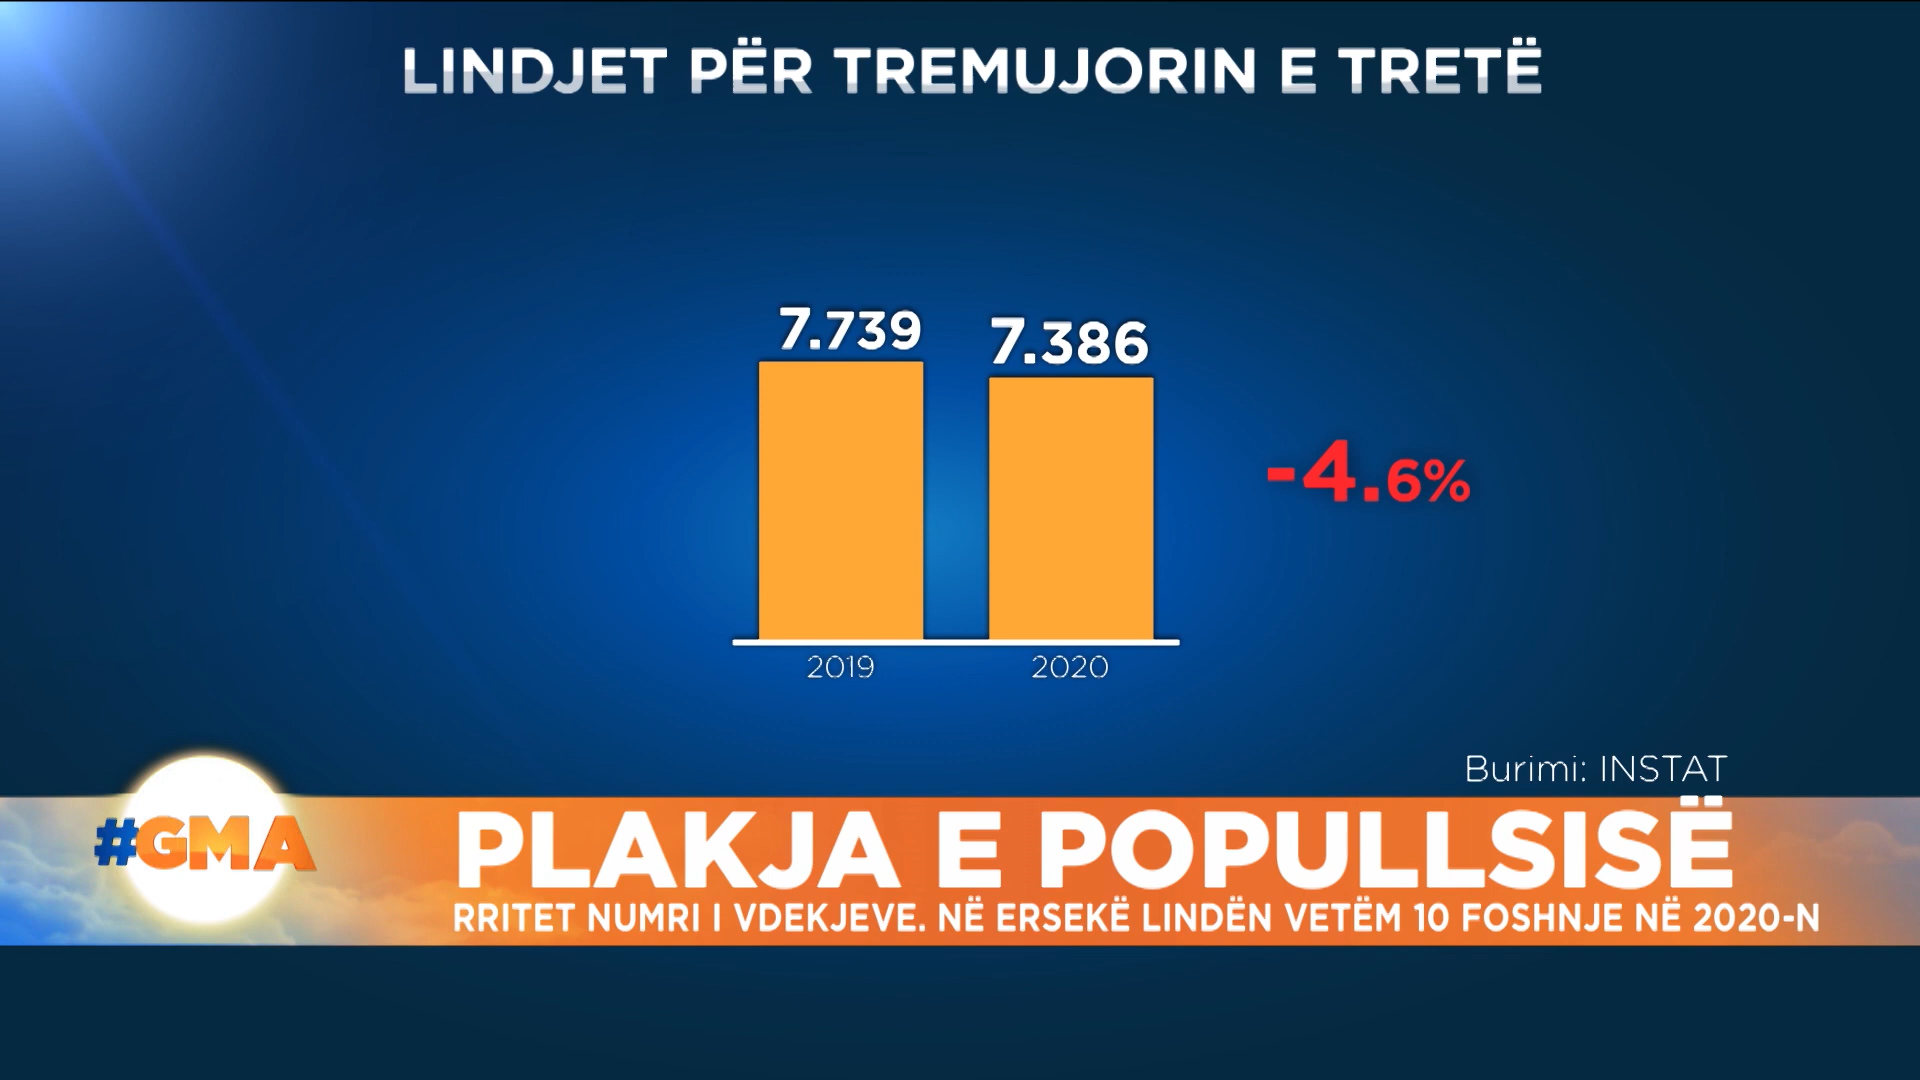 LINDJET PËR TREMUJORIN E TRETË
7.739
7.386
-4.6%
2019
2020
Burimi: INSTAT
#GMA
PLAKJA E POPULLSISË
RRITET NUMRI I VDEKJEVE. NË ERSEKË LINDËN VETËM 10 FOSHNJE NË 2020-N